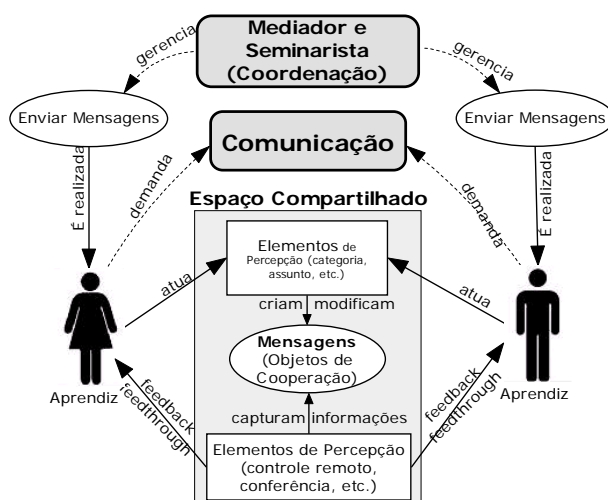 Mediador e
Seminarista
(Coordenação)
gerencia
gerencia
Enviar Mensagens
Enviar Mensagens
Comunicação
É realizada
demanda
demanda
É realizada
Espaço Compartilhado
Elementos de
Percepção (categoria,
assunto, etc.)
atua
atua
criam modificam
Mensagens
(Objetos de
Cooperação)
feedback
feedthrough
feedback
feedthrough
Aprendiz
Aprendiz
capturam informações
Elementos de Percepção
(controle remoto,
conferência, etc.)